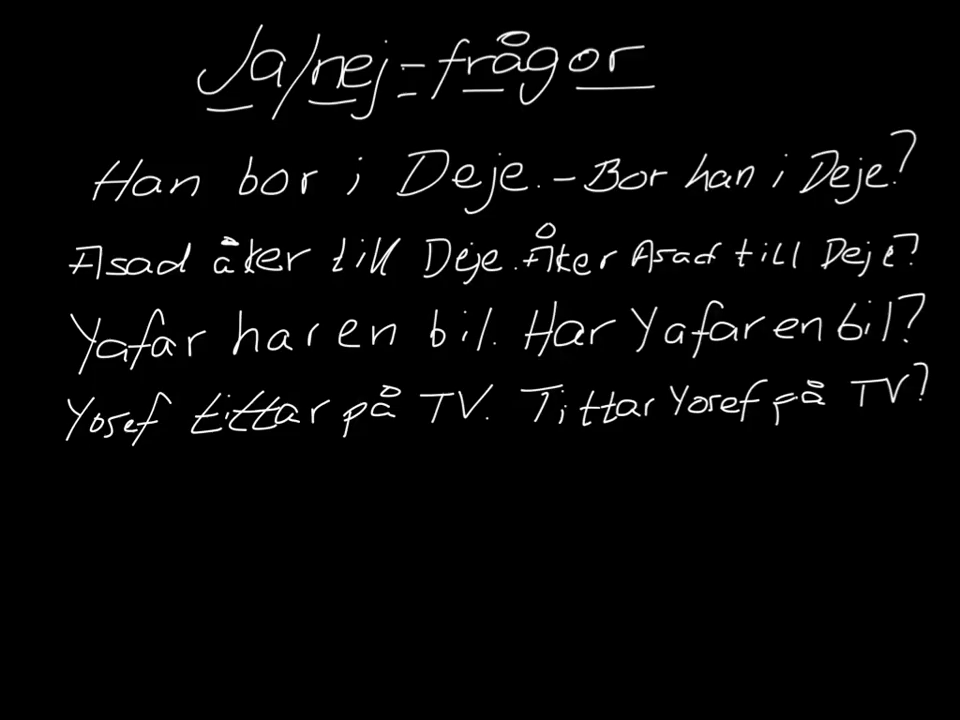 Ja/nej=frågor
Han bor i Deje. - Bor han i Deje?
Asad åker till Deje. Åker Asad till Deje?
Yafar har en bil. Har Yafar en bil?
Yosef tittar på TV. Tittar Yosef på TV?